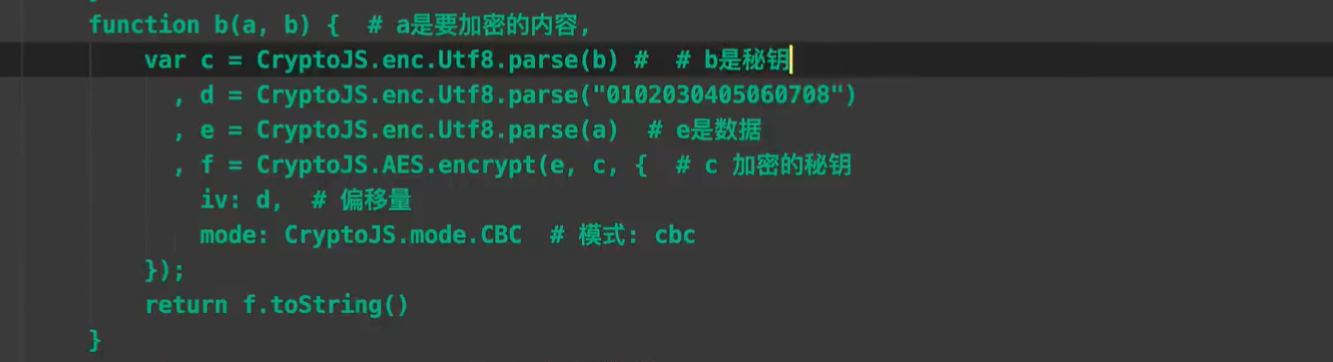 function b(a, b) {  # a是要加密的内容,
var c = CryptoJS.enc.Utf8.parse(b) #  # b是秘钥
, d = CryptoJS.enc.Utf8.parse("0102030405060708")
, e = CryptoJS.enc.Utf8.parse(a)  # e是数据
, f = CryptoJS.AES.encrypt(e, c, {  # c 加密的秘钥
iv: d,  # 偏移量
mode: CryptoJS.mode.CBC  # 模式: cbc
});
return f.toString()
}